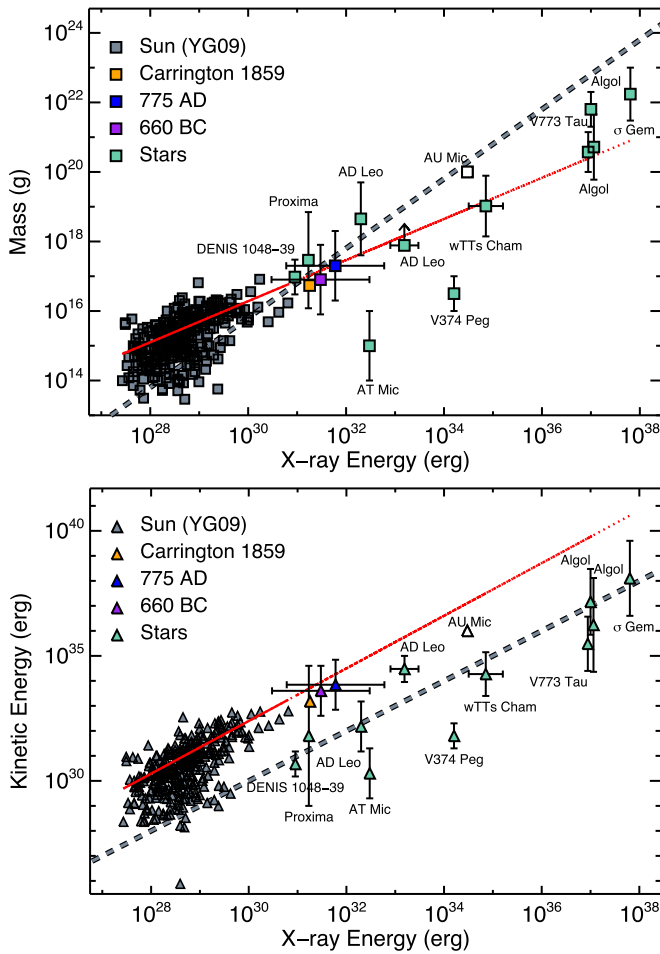 10^24
10^22
10^20
10^18
10^16
10^14
Mass (g)
Sun (YG09)
Carrington 1859
775 AD
660 BC
Stars
Algol
V773 Tau
σ Gem
AU Mic
AD Leo
Algol
Proxima
DENIS 1048−39
AD Leo
wTTs Cham
V374 Peg
AT Mic
10^28 10^30 10^32 10^34 10^36 10^38
X−ray Energy (erg)
10^40
10^35
10^30
Kinetic Energy (erg)
Sun (YG09)
Carrington 1859
775 AD
660 BC
Stars
Algol Algol
AU Mic
AD Leo
σ Gem
V773 Tau
wTTs Cham
AD Leo
V374 Peg
DENIS 1048−39
AT Mic
Proxima
10^28 10^30 10^32 10^34 10^36 10^38
X−ray Energy (erg)